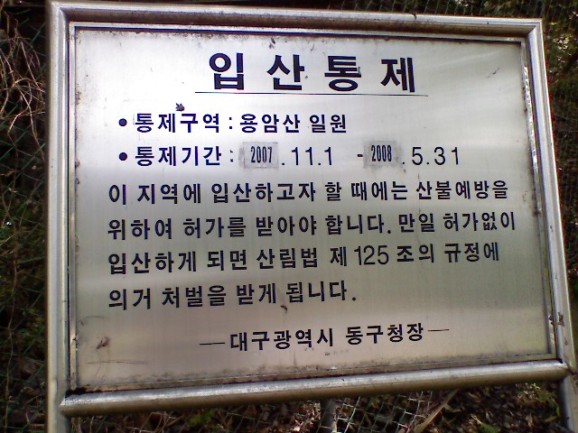 입산통제
• 통제구역 : 용암산 일원
• 통제기간 : 2007 . 11. 1 - 2008 . 5. 31
이 지역에 입산하고자 할 때에는 산불예방을
위하여 허가를 받아야 합니다. 만일 허가없이
입산하게 되면 산림법 제 125 조의 규정에
의거 처벌을 받게 됩니다.
— 대구광역시 동구청장 —